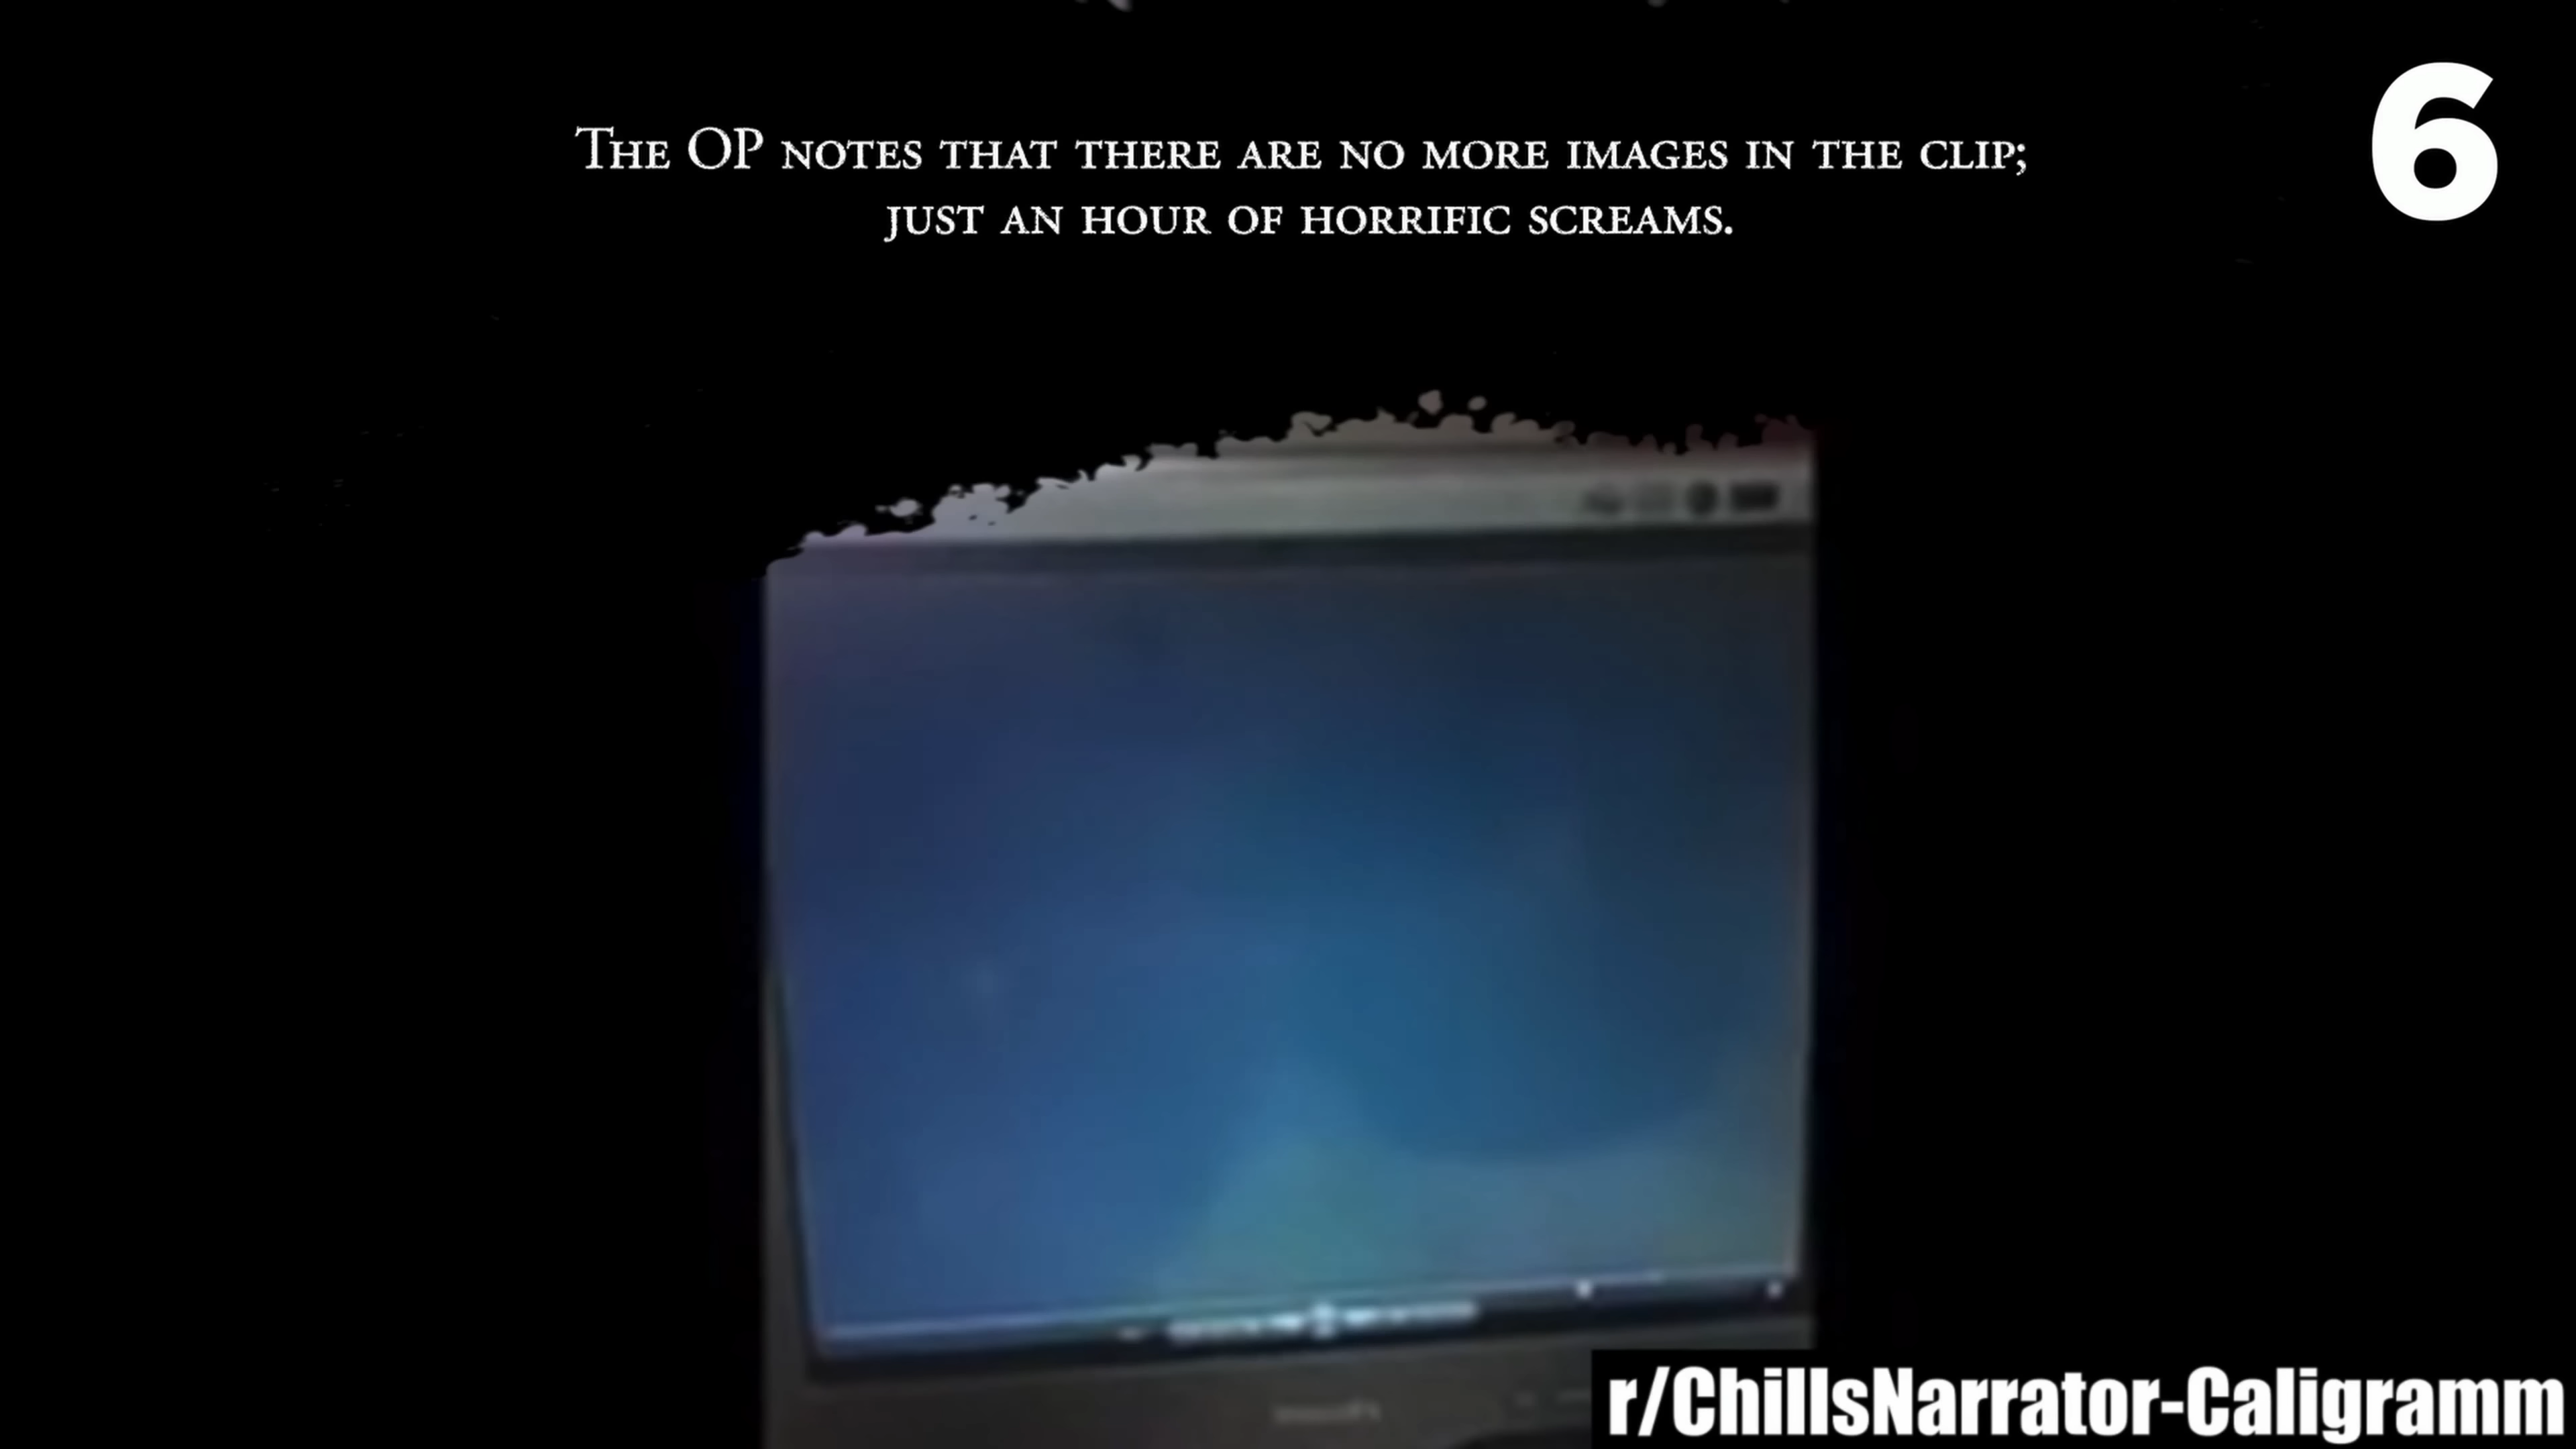 6
The OP notes that there are no more images in the clip;
just an hour of horrific screams.
r/ChillsNarrator-Caligramm